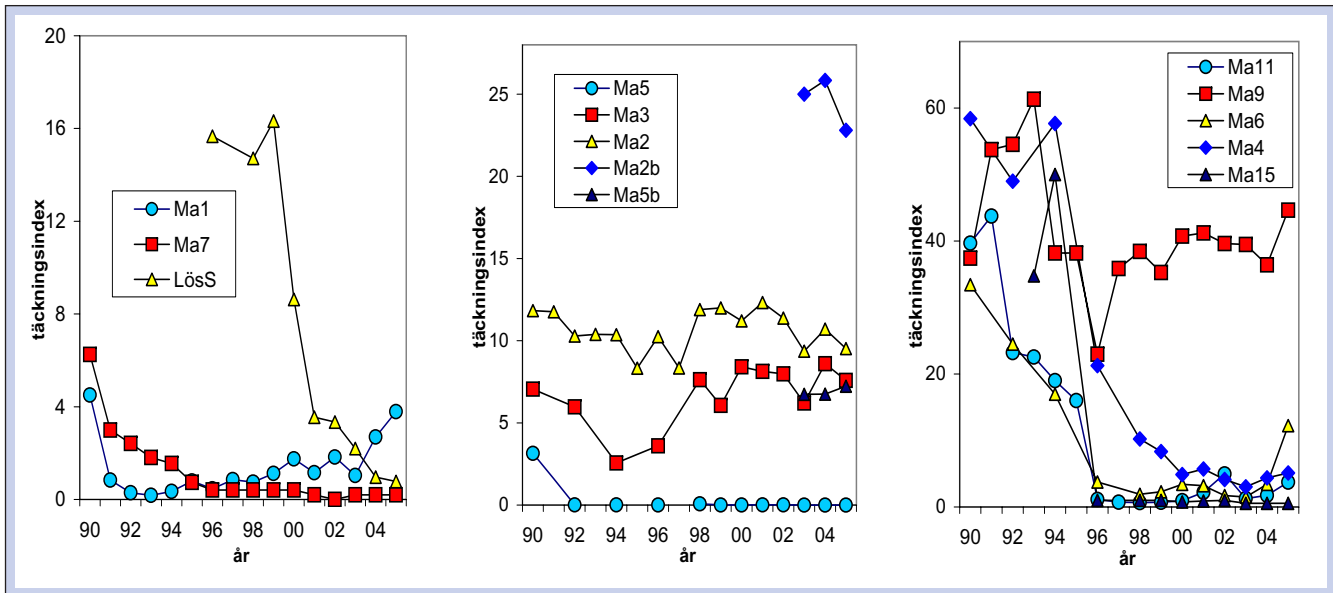 20
16
12
8
4
0
täckningsindex
Ma1
Ma7
LösS
90 92 94 96 98 00 02 04
år
25
20
15
10
5
0
täckningsindex
Ma5
Ma3
Ma2
Ma2b
Ma5b
90 92 94 96 98 00 02 04
år
60
40
20
0
täckningsindex
Ma11
Ma9
Ma6
Ma4
Ma15
90 92 94 96 98 00 02 04
år